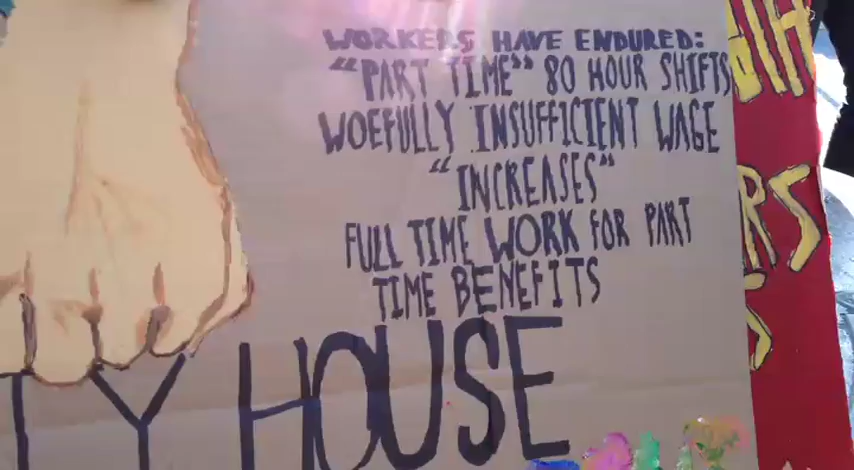 WORKERS HAVE ENDURED:
"PART TIME" 80 HOUR SHIFTS
WOEFULLY INSUFFICIENT WAGE
"INCREASES"
FULL TIME WORK FOR PART
TIME BENEFITS
TY HOUSE